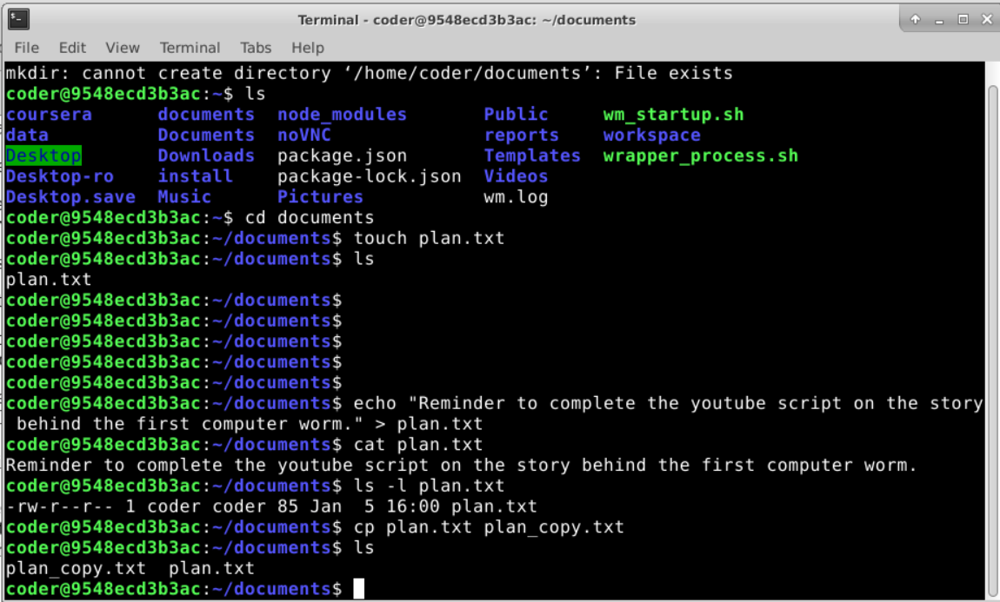 Terminal - coder@9548ecd3b3ac: ~/documents
File Edit View Terminal Tabs Help
mkdir: cannot create directory ‘/home/coder/documents’: File exists
coder@9548ecd3b3ac:~$ ls
coursera documents node_modules Public wm_startup.sh
data Documents noVNC reports workspace
Desktop Downloads package.json Templates wrapper_process.sh
Desktop-ro install package-lock.json Videos
Desktop.save Music Pictures wm.log
coder@9548ecd3b3ac:~$ cd documents
coder@9548ecd3b3ac:~/documents$ touch plan.txt
coder@9548ecd3b3ac:~/documents$ ls
plan.txt
coder@9548ecd3b3ac:~/documents$
coder@9548ecd3b3ac:~/documents$
coder@9548ecd3b3ac:~/documents$
coder@9548ecd3b3ac:~/documents$
coder@9548ecd3b3ac:~/documents$
coder@9548ecd3b3ac:~/documents$ echo "Reminder to complete the youtube script on the story
behind the first computer worm." > plan.txt
coder@9548ecd3b3ac:~/documents$ cat plan.txt
Reminder to complete the youtube script on the story behind the first computer worm.
coder@9548ecd3b3ac:~/documents$ ls -l plan.txt
-rw-r--r-- 1 coder coder 85 Jan  5 16:00 plan.txt
coder@9548ecd3b3ac:~/documents$ cp plan.txt plan_copy.txt
coder@9548ecd3b3ac:~/documents$ ls
plan_copy.txt  plan.txt
coder@9548ecd3b3ac:~/documents$